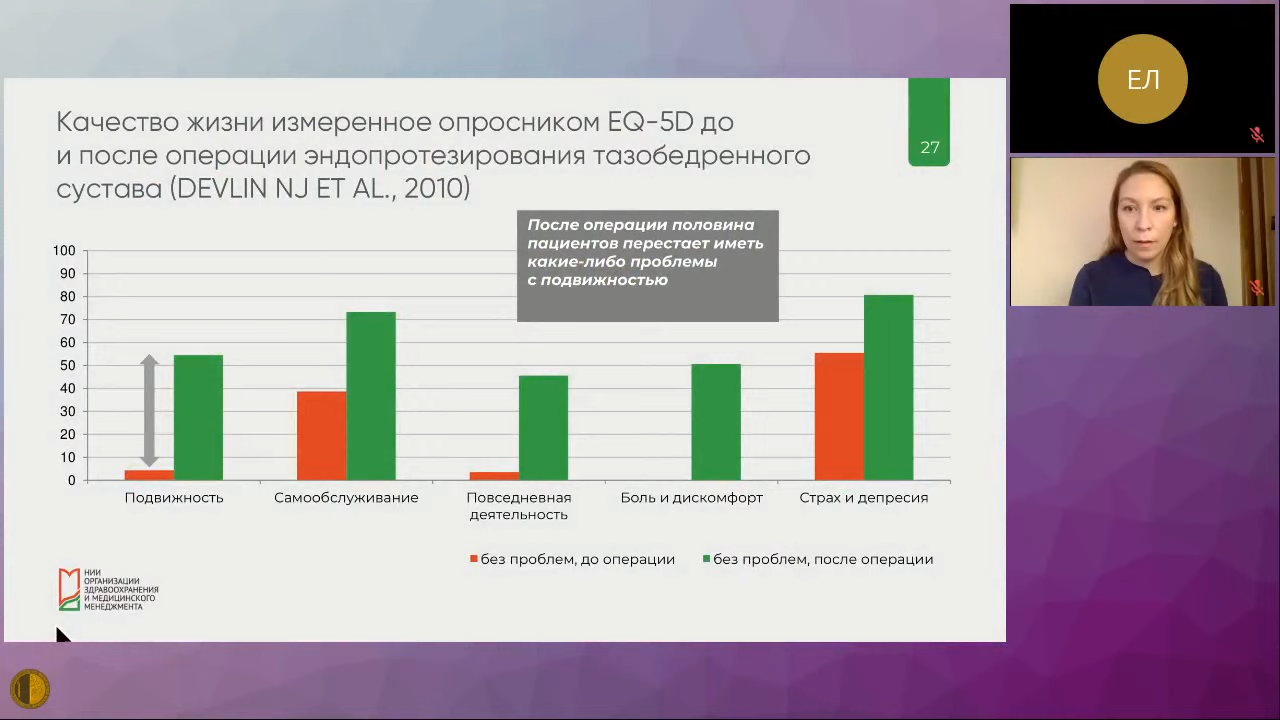 Качество жизни измеренное опросником EQ-5D до
и после операции эндопротезирования тазобедренного
сустава (DEVLIN NJ ET AL., 2010)
27
После операции половина
пациентов перестает иметь
какие-либо проблемы
с подвижностью
100
90
80
70
60
50
40
30
20
10
0
Подвижность
Самообслуживание
Повседневная
деятельность
Боль и дискомфорт
Страх и депресия
без проблем, до операции
без проблем, после операции
НИИ
ОРГАНИЗАЦИИ
ЗДРАВООХРАНЕНИЯ
И МЕДИЦИНСКОГО
МЕНЕДЖМЕНТА
ЕЛ